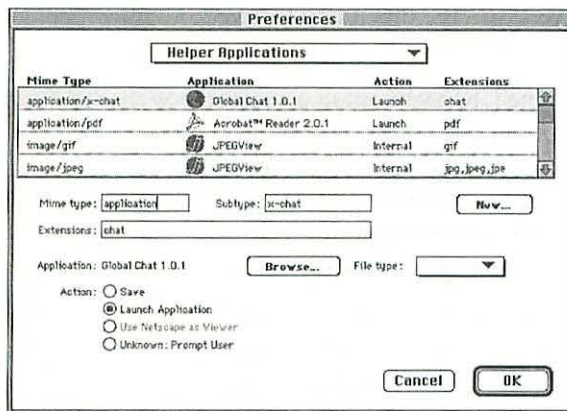 Preferences
Helper Applications
Mime Type Application Action Extensions
application/x-chat Global Chat 1.0.1 Launch chat
application/pdf Acrobat™ Reader 2.0.1 Launch pdf
image/gif JPEGView Internal gif
image/jpeg JPEGView Internal jpg,jpeg,jpe
Mime type: application Subtype: x-chat New...
Extensions: chat
Application: Global Chat 1.0.1 Browse... File type:
Action: Save
Launch Application
Use Netscape as Viewer
Unknown: Prompt User
Cancel OK